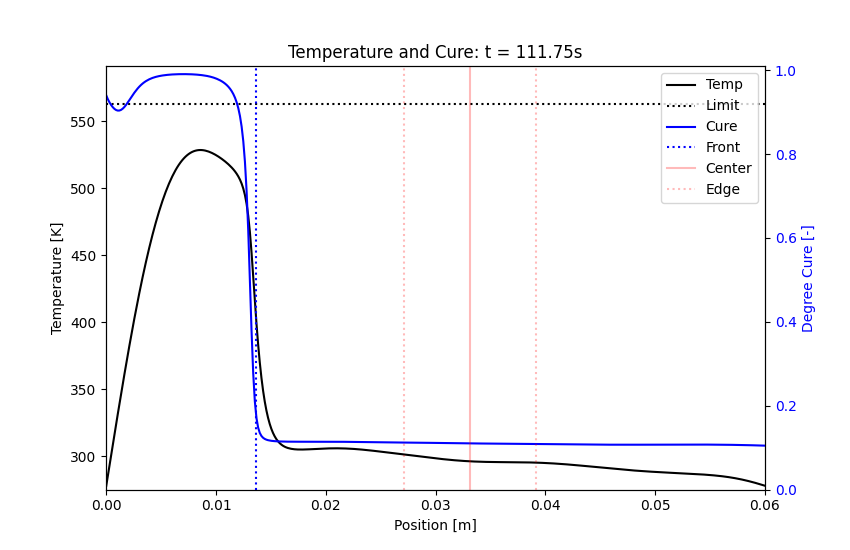 Temperature and Cure: t = 111.75s
Temperature [K]
550
500
450
400
350
300
Temp
Limit
Cure
Front
Center
Edge
1.0
0.8
0.6
0.4
0.2
0.0
Degree Cure [-]
0.00 0.01 0.02 0.03 0.04 0.05 0.06
Position [m]